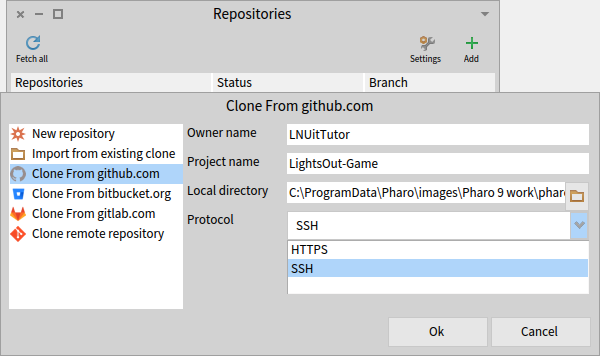 Repositories
Fetch all
Settings
Add
Repositories Status Branch
Clone From github.com
New repository
Import from existing clone
Clone From github.com
Clone From bitbucket.org
Clone From gitlab.com
Clone remote repository
Owner name LNUitTutor
Project name LightsOut-Game
Local directory C:\ProgramData\Pharo\images\Pharo 9 work\phar
Protocol SSH
HTTPS
SSH
Ok Cancel